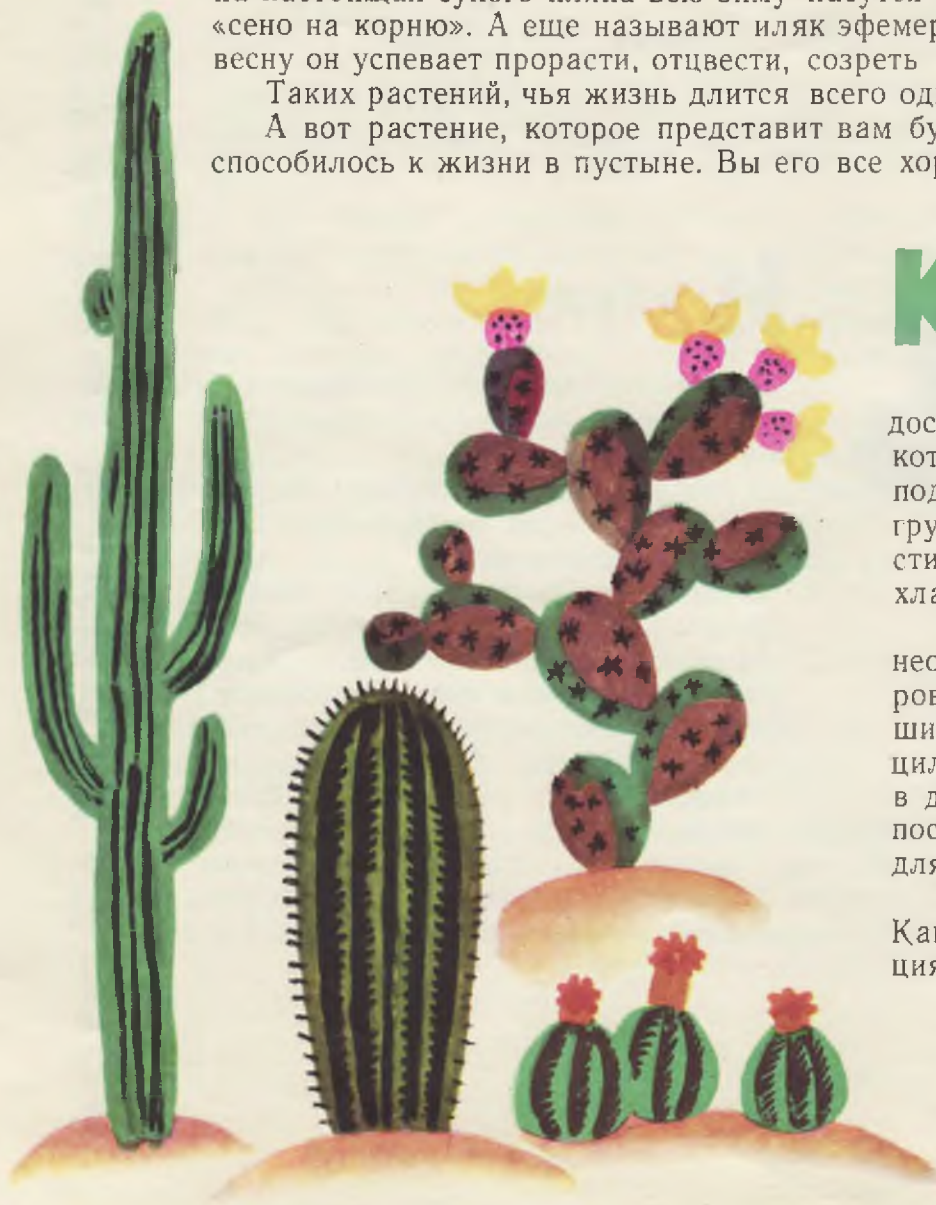 «сено на корню». А еще называют иляк эфемер
весну он успевает прорасти, отцвести, созреть
Таких растений, чья жизнь длится всего од
А вот растение, которое представит вам бу
способилось к жизни в пустыне. Вы его все хор
К
дос
кот
под
гру
сти
хла
нео
ров
ши
цил
в д
пос
для
Как
ция